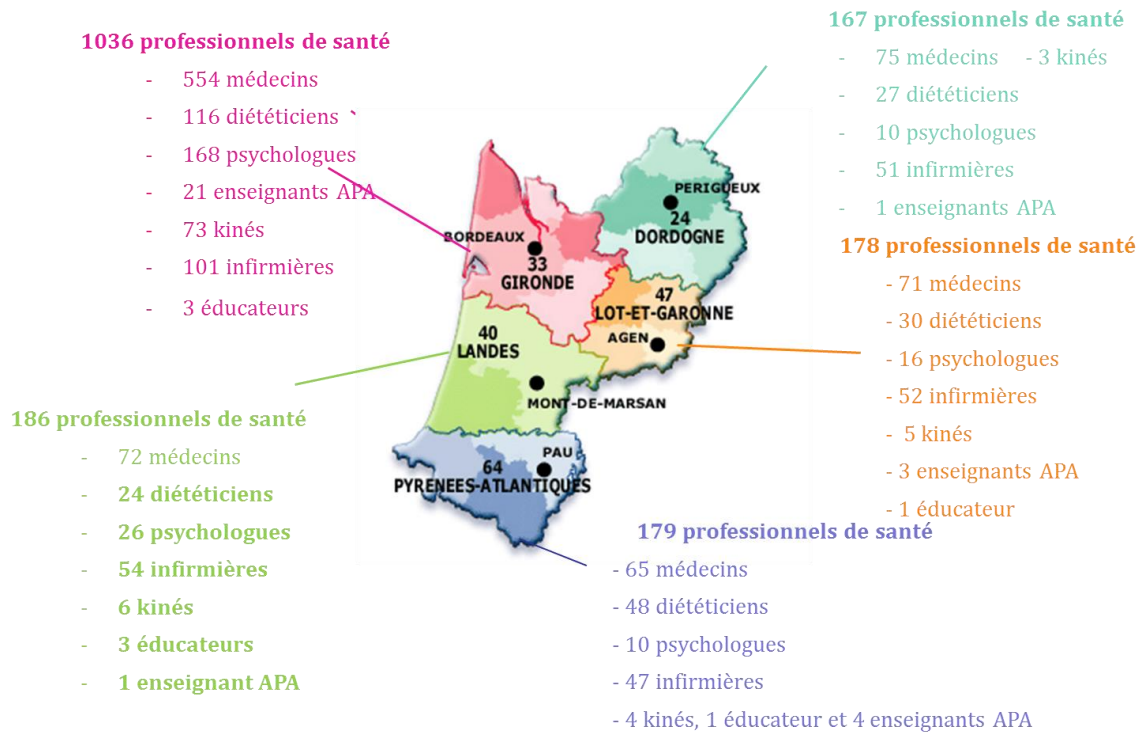 1036 professionnels de santé
- 554 médecins
- 116 diététiciens
- 168 psychologues
- 21 enseignants APA
- 73 kinés
- 101 infirmières
- 3 éducateurs
167 professionnels de santé
- 75 médecins - 3 kinés
- 27 diététiciens
- 10 psychologues
- 51 infirmières
- 1 enseignants APA
PERIGUEUX
24
DORDOGNE
BORDEAUX
33
GIRONDE
47
LOT-ET-GARONNE
AGEN
40
LANDES
MONT-DE-MARSAN
PAU
64
PYRENEES-ATLANTIQUES
178 professionnels de santé
- 71 médecins
- 30 diététiciens
- 16 psychologues
- 52 infirmières
- 5 kinés
- 3 enseignants APA
- 1 éducateur
186 professionnels de santé
- 72 médecins
- 24 diététiciens
- 26 psychologues
- 54 infirmières
- 6 kinés
- 3 éducateurs
- 1 enseignant APA
179 professionnels de santé
- 65 médecins
- 48 diététiciens
- 10 psychologues
- 47 infirmières
- 4 kinés, 1 éducateur et 4 enseignants APA